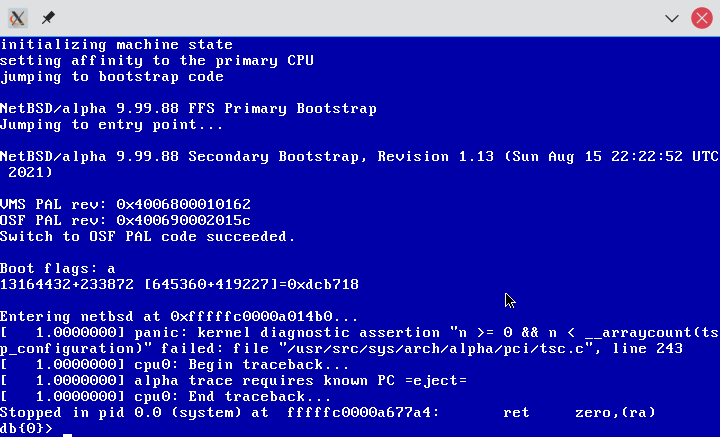 initializing machine state
setting affinity to the primary CPU
jumping to bootstrap code
NetBSD/alpha 9.99.88 FFS Primary Bootstrap
Jumping to entry point...
NetBSD/alpha 9.99.88 Secondary Bootstrap, Revision 1.13 (Sun Aug 15 22:22:52 UTC
 2021)
VMS PAL rev: 0x4006800010162
OSF PAL rev: 0x400690002015c
Switch to OSF PAL code succeeded.
Boot flags: a
13164432+233872 [645360+419227]=0xdcb718
Entering netbsd at 0xfffffc0000a014b0...
[   1.0000000] panic: kernel diagnostic assertion "n >= 0 && n < __arraycount(ts
p_configuration)" failed: file "/usr/src/sys/arch/alpha/pci/tsc.c", line 243
[   1.0000000] cpu0: Begin traceback...
[   1.0000000] alpha trace requires known PC =eject=
[   1.0000000] cpu0: End traceback...
Stopped in pid 0.0 (system) at  fffffc0000a677a4:       ret     zero,(ra)
db{0}>